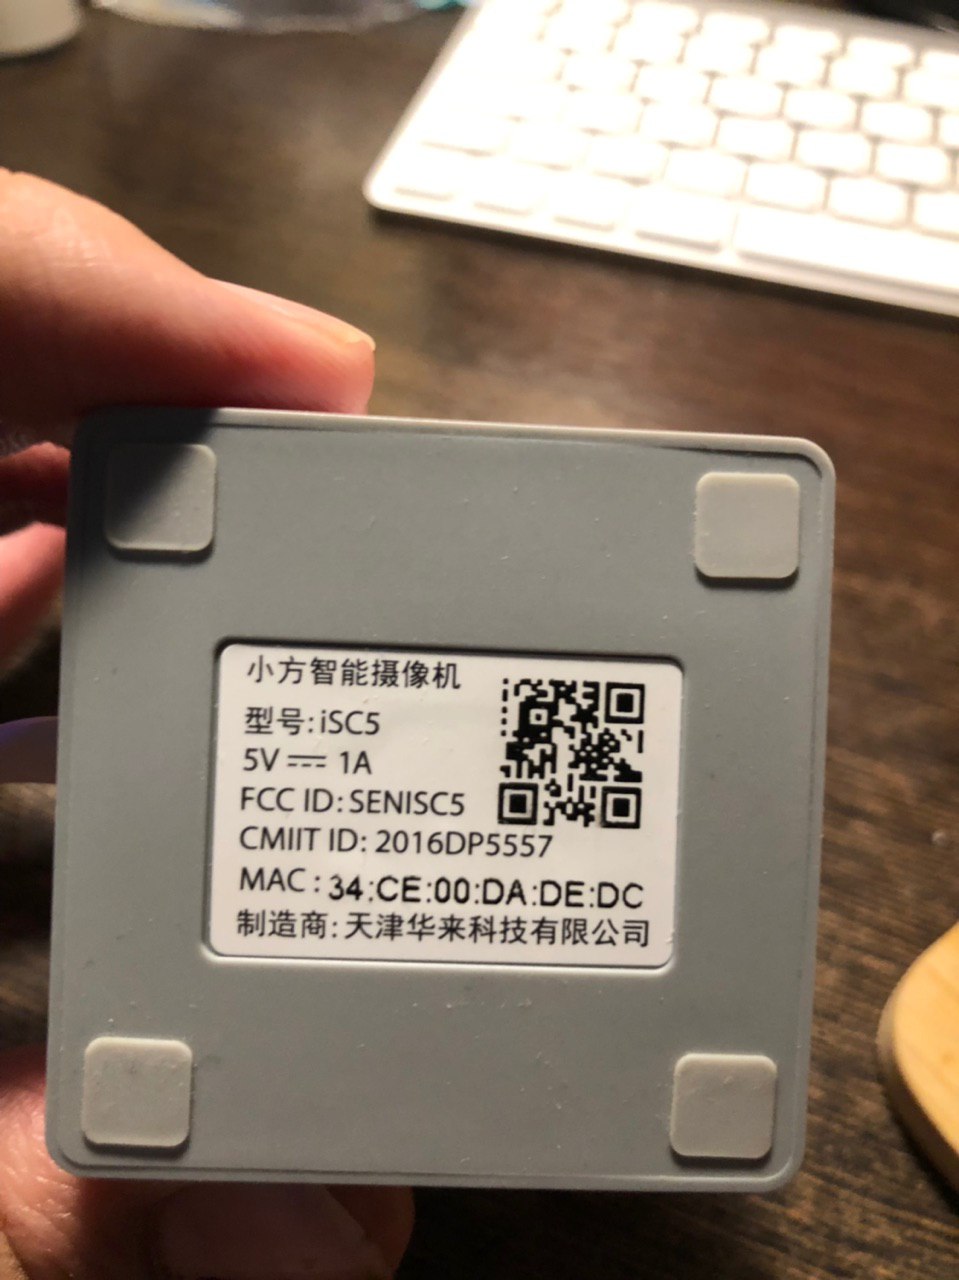 小方智能摄像机
型号: iSC5
5V ⎓ 1A
FCC ID: SENISC5
CMIIT ID: 2016DP5557
MAC: 34:CE:00:DA:DE:DC
制造商: 天津华来科技有限公司